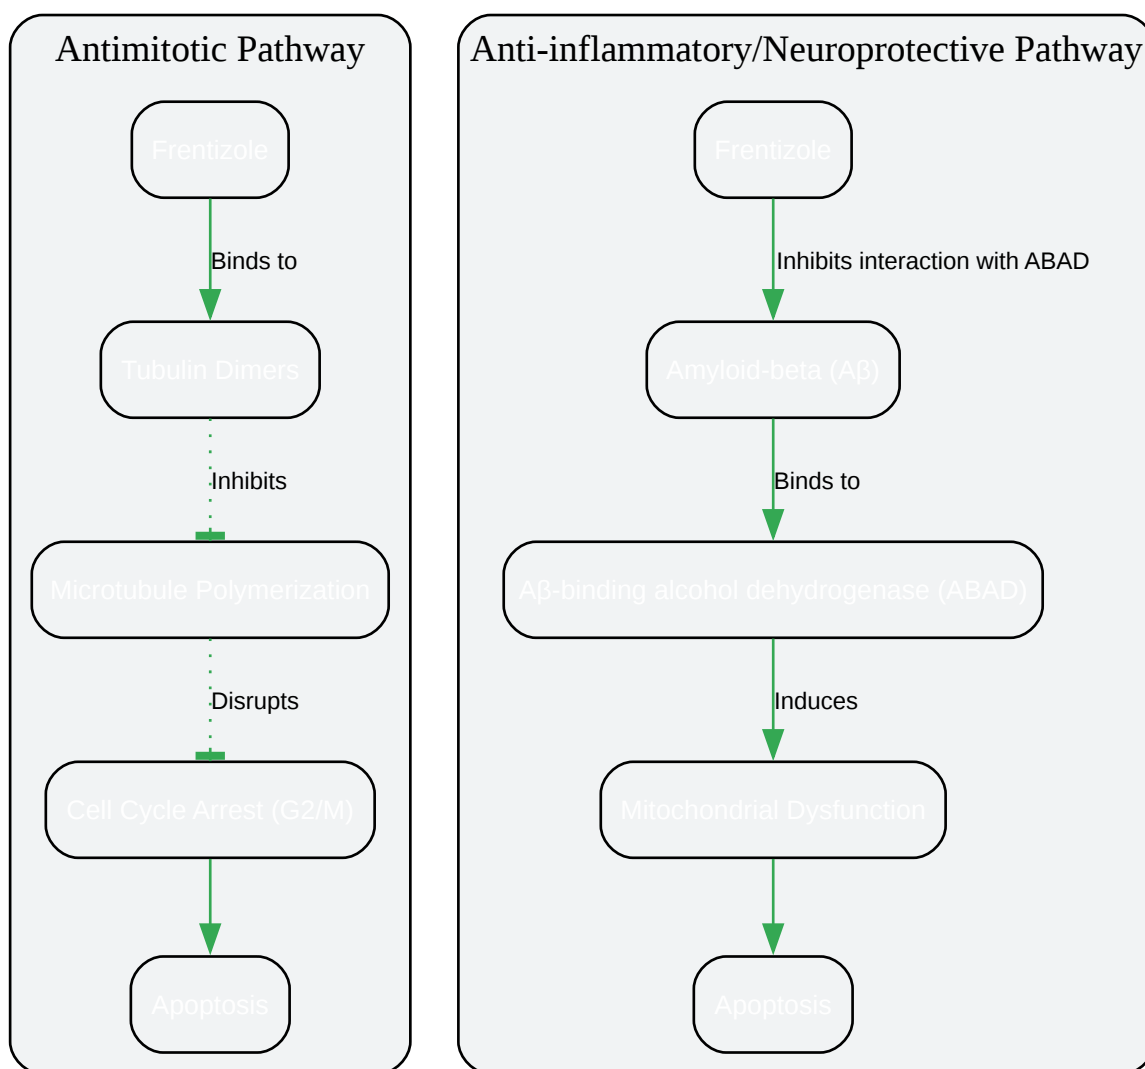 Antimitotic Pathway
Frentizole
Binds to
Tubulin Dimers
Inhibits
Microtubule Polymerization
Disrupts
Cell Cycle Arrest (G2/M)
Apoptosis
Anti-inflammatory/Neuroprotective Pathway
Frentizole
Inhibits interaction with ABAD
Amyloid-beta (Aβ)
Binds to
Aβ-binding alcohol dehydrogenase (ABAD)
Induces
Mitochondrial Dysfunction
Apoptosis